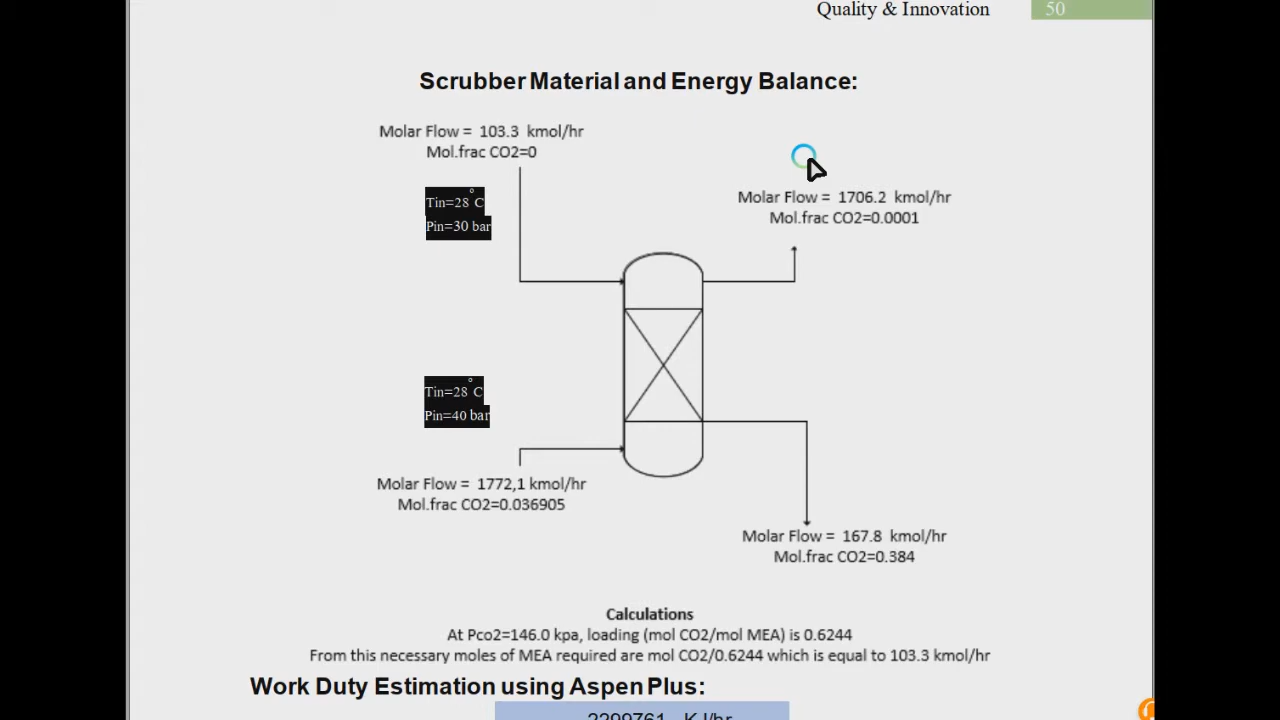 Quality & Innovation
50
Scrubber Material and Energy Balance:
Molar Flow = 103.3 kmol/hr
Mol.frac CO2=0
Tin=28°C
Pin=30 bar
Molar Flow = 1706.2 kmol/hr
Mol.frac CO2=0.0001
Tin=28°C
Pin=40 bar
Molar Flow = 1772,1 kmol/hr
Mol.frac CO2=0.036905
Molar Flow = 167.8 kmol/hr
Mol.frac CO2=0.384
Calculations
At Pco2=146.0 kpa, loading (mol CO2/mol MEA) is 0.6244
From this necessary moles of MEA required are mol CO2/0.6244 which is equal to 103.3 kmol/hr
Work Duty Estimation using Aspen Plus: